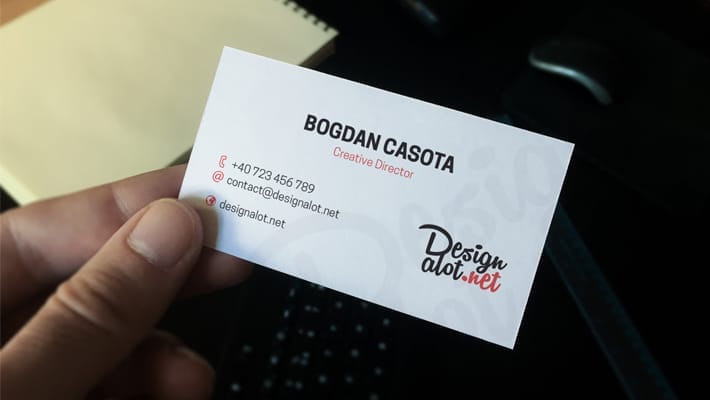 BOGDAN CASOTA
Creative Director
+40 723 456 789
contact@designalot.net
designalot.net
Design
alot.net